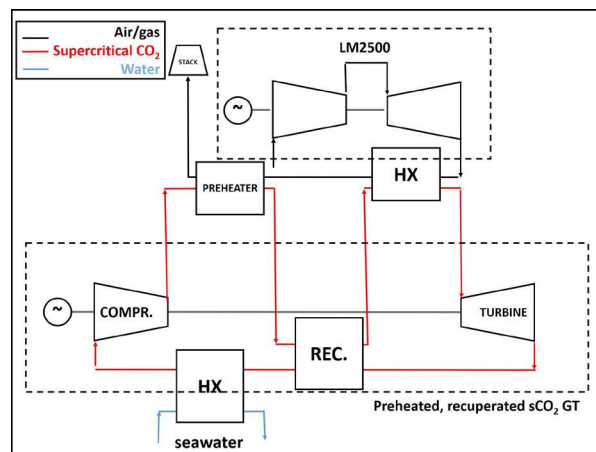 Air/gas
Supercritical CO₂
Water
STACK
LM2500
~
PREHEATER
HX
~
COMPR.
TURBINE
REC.
HX
Preheated, recuperated sCO₂ GT
seawater